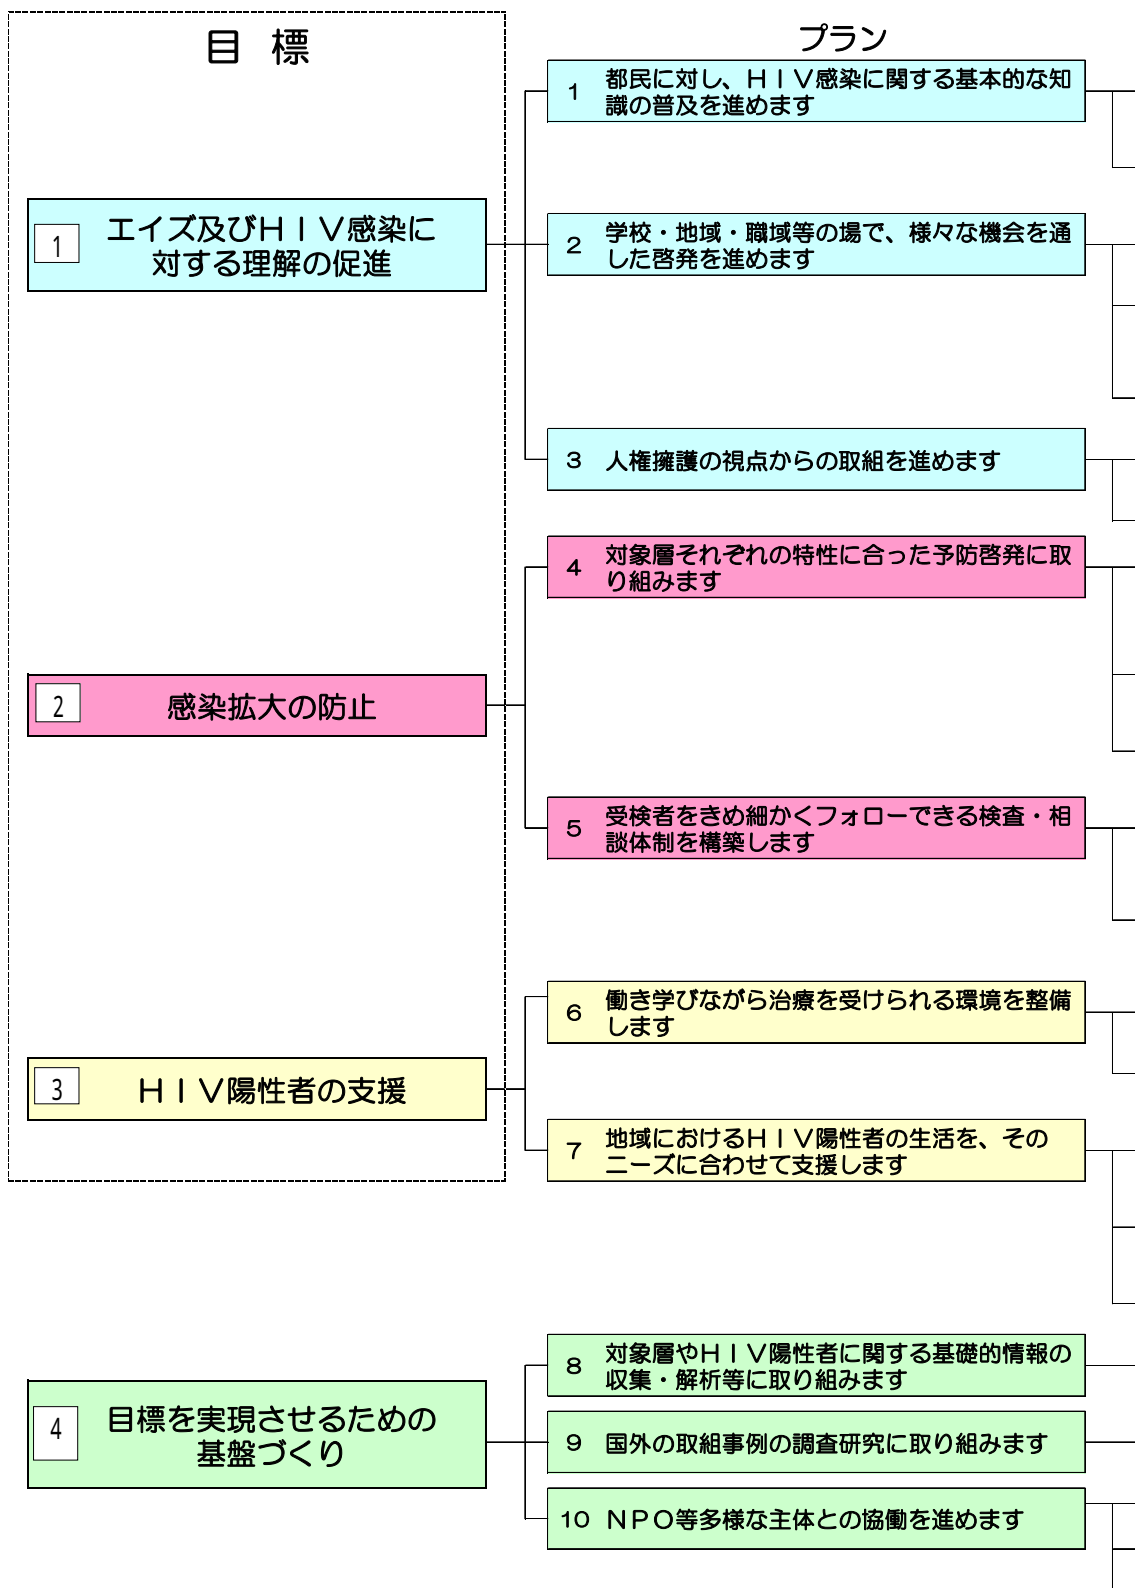 目 標
プラン
1 都民に対し、ＨＩＶ感染に関する基本的な知
識の普及を進めます
1 エイズ及びＨＩＶ感染に
対する理解の促進
2 学校・地域・職域等の場で、様々な機会を通
した啓発を進めます
3 人権擁護の視点からの取組を進めます
4 対象層それぞれの特性に合った予防啓発に取
り組みます
2 感染拡大の防止
5 受検者をきめ細かくフォローできる検査・相
談体制を構築します
6 働き学びながら治療を受けられる環境を整備
します
3 ＨＩＶ陽性者の支援
7 地域におけるＨＩＶ陽性者の生活を、その
ニーズに合わせて支援します
8 対象層やＨＩＶ陽性者に関する基礎的情報の
収集・解析等に取り組みます
4 目標を実現させるための
基盤づくり
9 国外の取組事例の調査研究に取り組みます
10 ＮＰＯ等多様な主体との協働を進めます